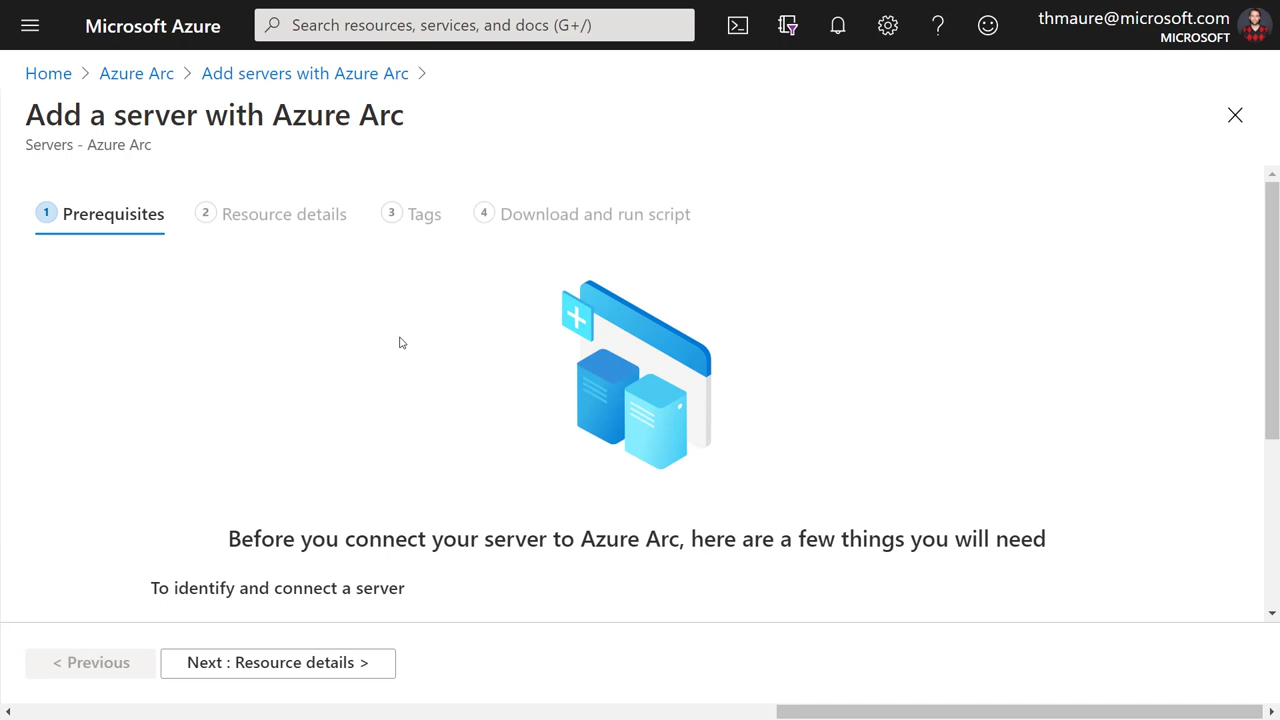 Microsoft Azure
Search resources, services, and docs (G+/)
thmaure@microsoft.com
MICROSOFT
Home > Azure Arc > Add servers with Azure Arc >
Add a server with Azure Arc
Servers - Azure Arc
1 Prerequisites
2 Resource details
3 Tags
4 Download and run script
Before you connect your server to Azure Arc, here are a few things you will need
To identify and connect a server
< Previous
Next : Resource details >